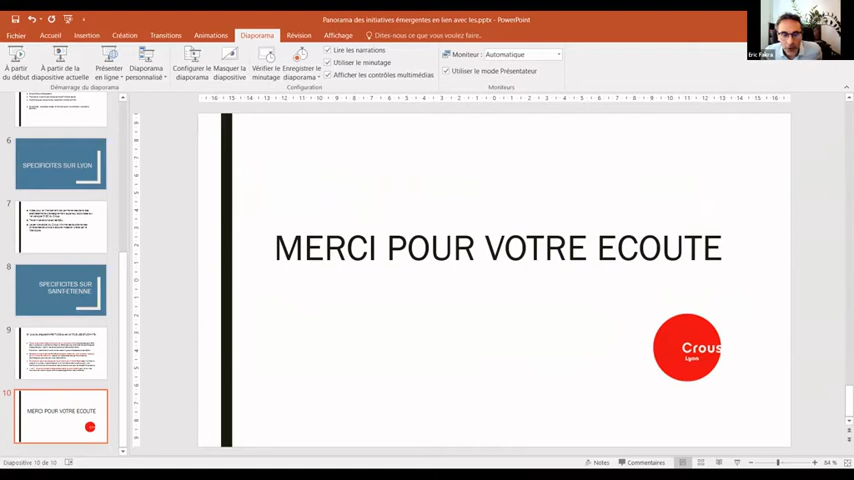 Panorama des initiatives émergentes en lien avec les.pptx - PowerPoint
Fichier Accueil Insertion Création Transitions Animations Diaporama Révision Affichage Dites-nous ce que vous voulez faire.
À partir du début
À partir de la diapositive actuelle
Présenter en ligne
Diaporama personnalisé
Configurer le diaporama
Masquer la diapositive
Vérifier le minutage
Enregistrer le diaporama
Lire les narrations
Utiliser le minutage
Afficher les contrôles multimédias
Moniteur : Automatique
Utiliser le mode Présentateur
Démarrage du diaporama
Configuration
Moniteurs
Eric Fakra
6
SPECIFICITES SUR LYON
7
8
SPECIFICITES SUR
SAINT-ETIENNE
9
10
MERCI POUR VOTRE ECOUTE
MERCI POUR VOTRE ECOUTE
Crous
Lyon
Diapositive 10 de 10
Notes
Commentaires
84 %